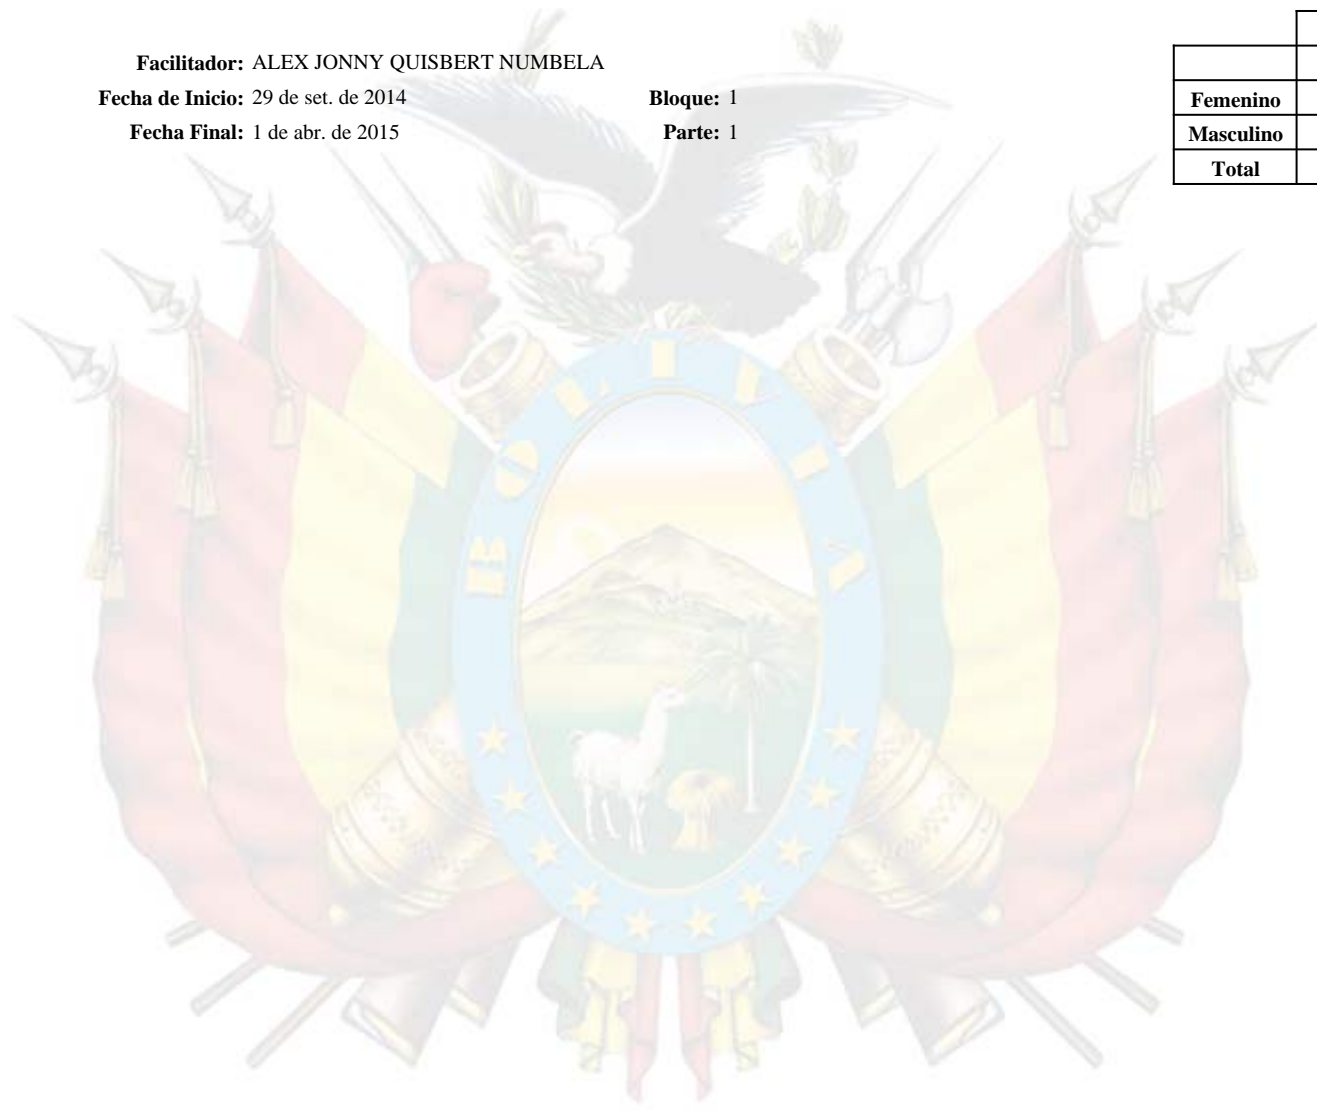 Facilitador: ALEX JONNY QUISBERT NUMBELA
Fecha de Inicio: 29 de set. de 2014 Bloque: 1
Fecha Final: 1 de abr. de 2015 Parte: 1
Femenino
Masculino
Total
BOLIVIA